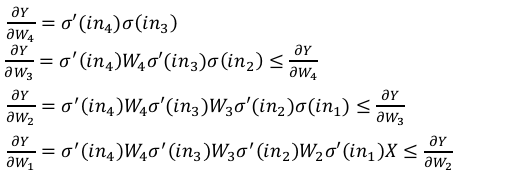 ∂Y/∂W₄ = σ′(in₄)σ(in₃)
∂Y/∂W₃ = σ′(in₄)W₄σ′(in₃)σ(in₂) ≤ ∂Y/∂W₄
∂Y/∂W₂ = σ′(in₄)W₄σ′(in₃)W₃σ′(in₂)σ(in₁) ≤ ∂Y/∂W₃
∂Y/∂W₁ = σ′(in₄)W₄σ′(in₃)W₃σ′(in₂)W₂σ′(in₁)X ≤ ∂Y/∂W₂